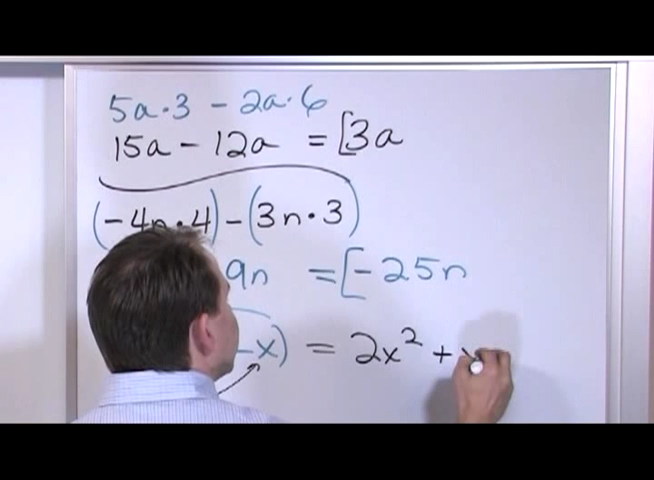 5a·3 - 2a·6
15a - 12a = [3a
(-4n·4) - (3n·3)
9n = [-25n
-x) = 2x² +